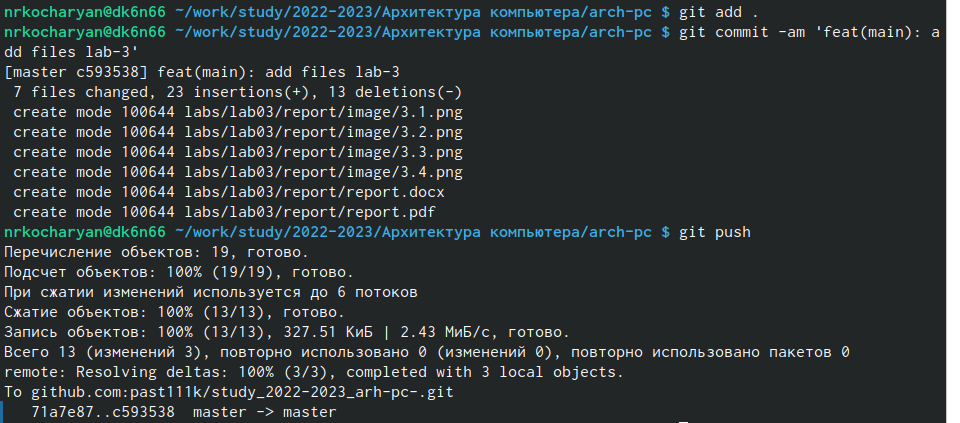 nrkocharyan@dk6n66 ~/work/study/2022-2023/Архитектура компьютера/arch-pc $ git add .
nrkocharyan@dk6n66 ~/work/study/2022-2023/Архитектура компьютера/arch-pc $ git commit -am 'feat(main): a
dd files lab-3'
[master c593538] feat(main): add files lab-3
 7 files changed, 23 insertions(+), 13 deletions(-)
 create mode 100644 labs/lab03/report/image/3.1.png
 create mode 100644 labs/lab03/report/image/3.2.png
 create mode 100644 labs/lab03/report/image/3.3.png
 create mode 100644 labs/lab03/report/image/3.4.png
 create mode 100644 labs/lab03/report/report.docx
 create mode 100644 labs/lab03/report/report.pdf
nrkocharyan@dk6n66 ~/work/study/2022-2023/Архитектура компьютера/arch-pc $ git push
Перечисление объектов: 19, готово.
Подсчет объектов: 100% (19/19), готово.
При сжатии изменений используется до 6 потоков
Сжатие объектов: 100% (13/13), готово.
Запись объектов: 100% (13/13), 327.51 КиБ | 2.43 МиБ/с, готово.
Всего 13 (изменений 3), повторно использовано 0 (изменений 0), повторно использовано пакетов 0
remote: Resolving deltas: 100% (3/3), completed with 3 local objects.
To github.com:past111k/study_2022-2023_arh-pc-.git
   71a7e87..c593538  master -> master